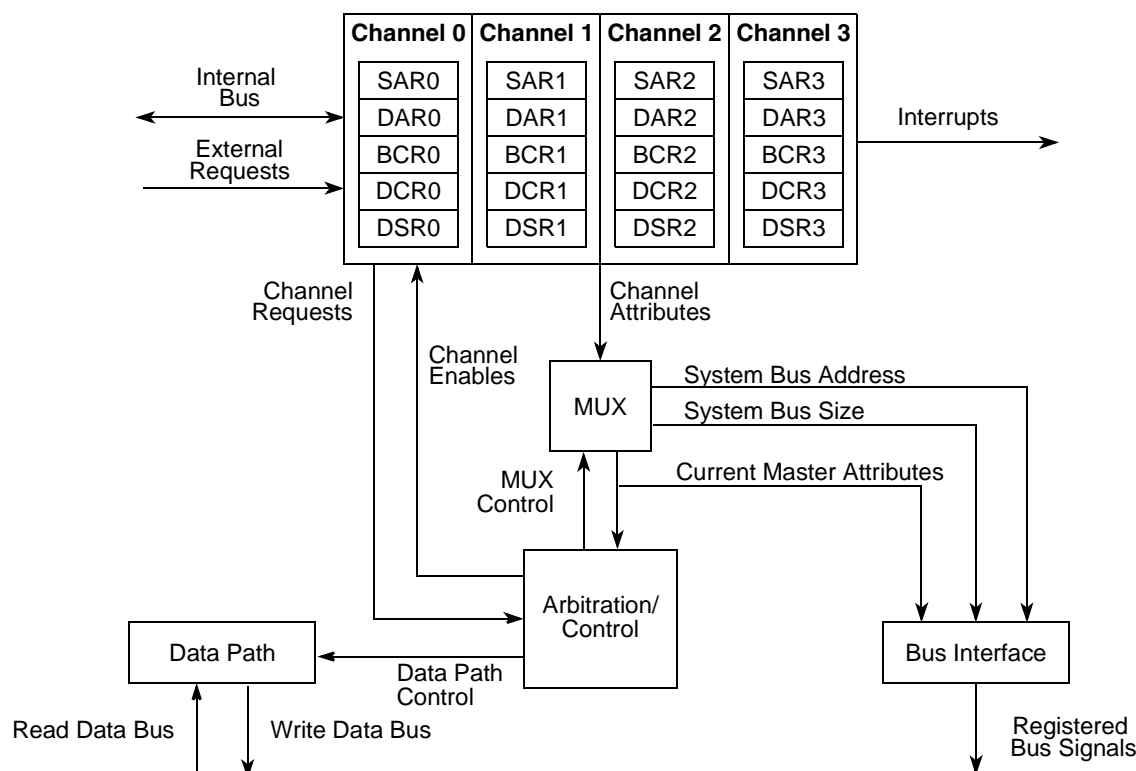 Channel 0 Channel 1 Channel 2 Channel 3
SAR0 SAR1 SAR2 SAR3
DAR0 DAR1 DAR2 DAR3
BCR0 BCR1 BCR2 BCR3
DCR0 DCR1 DCR2 DCR3
DSR0 DSR1 DSR2 DSR3
Internal
Bus
External
Requests
Interrupts
Channel
Requests
Channel
Enables
Channel
Attributes
MUX
System Bus Address
System Bus Size
Current Master Attributes
MUX
Control
Arbitration/
Control
Data Path
Data Path
Control
Bus Interface
Read Data Bus
Write Data Bus
Registered
Bus Signals